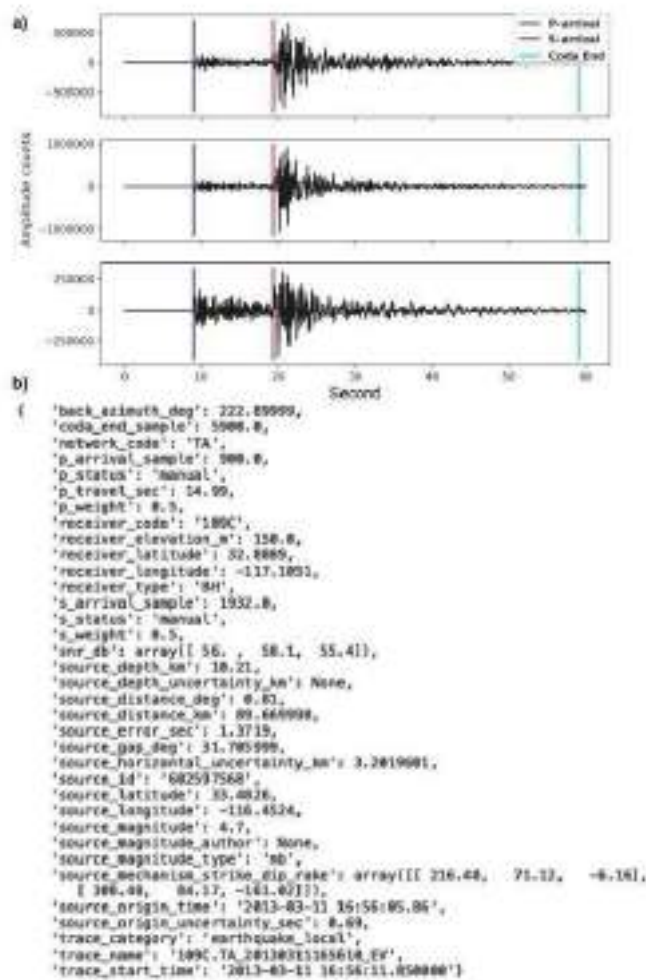 a)
P-arrival
S-arrival
Coda End
500000
0
-500000
1000000
0
-1000000
250000
0
-250000
Amplitude counts
0 10 20 30 40 50 60
Second
b)
{ 'back_azimuth_deg': 222.89999,
'coda_end_sample': 5908.0,
'network_code': 'TA',
'p_arrival_sample': 900.0,
'p_status': 'manual',
'p_travel_sec': 14.99,
'p_weight': 0.5,
'receiver_code': '109C',
'receiver_elevation_m': 150.0,
'receiver_latitude': 32.8889,
'receiver_longitude': -117.1051,
'receiver_type': 'BH',
's_arrival_sample': 1932.0,
's_status': 'manual',
's_weight': 0.5,
'snr_db': array([ 56. , 58.1, 55.4]),
'source_depth_km': 10.21,
'source_depth_uncertainty_km': None,
'source_distance_deg': 0.81,
'source_distance_km': 89.669998,
'source_error_sec': 1.3719,
'source_gap_deg': 31.705999,
'source_horizontal_uncertainty_km': 3.2019601,
'source_id': '602597568',
'source_latitude': 33.4826,
'source_longitude': -116.4524,
'source_magnitude': 4.7,
'source_magnitude_author': None,
'source_magnitude_type': 'mb',
'source_mechanism_strike_dip_rake': array([[ 216.48, 71.12, -6.16],
[ 308.48, 84.17, -161.02]]),
'source_origin_time': '2013-03-11 16:56:05.86',
'source_origin_uncertainty_sec': 0.69,
'trace_category': 'earthquake_local',
'trace_name': '109C.TA_20130311165610_EV',
'trace_start_time': '2013-03-11 16:56:11.850000'}